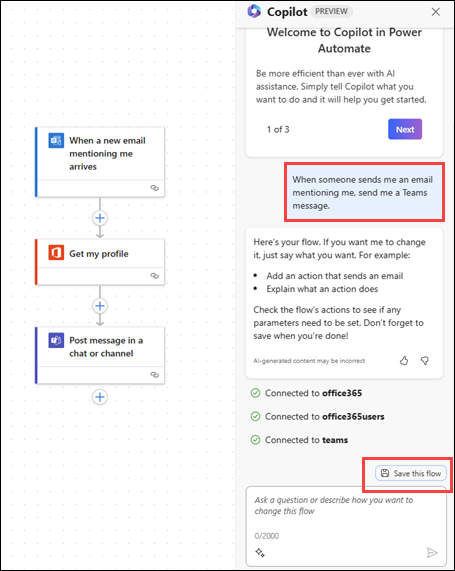 When a new email
mentioning me
arrives
Get my profile
Post message in a
chat or channel
Copilot PREVIEW
Welcome to Copilot in Power
Automate
Be more efficient than ever with AI
assistance. Simply tell Copilot what you
want to do and it will help you get started.
1 of 3
Next
When someone sends me an email
mentioning me, send me a Teams
message.
Here's your flow. If you want me to change
it, just say what you want. For example:
• Add an action that sends an email
• Explain what an action does
Check the flow's actions to see if any
parameters need to be set. Don't forget to
save when you're done!
AI-generated content may be incorrect
Connected to office365
Connected to office365users
Connected to teams
Save this flow
Ask a question or describe how you want to
change this flow
0/2000